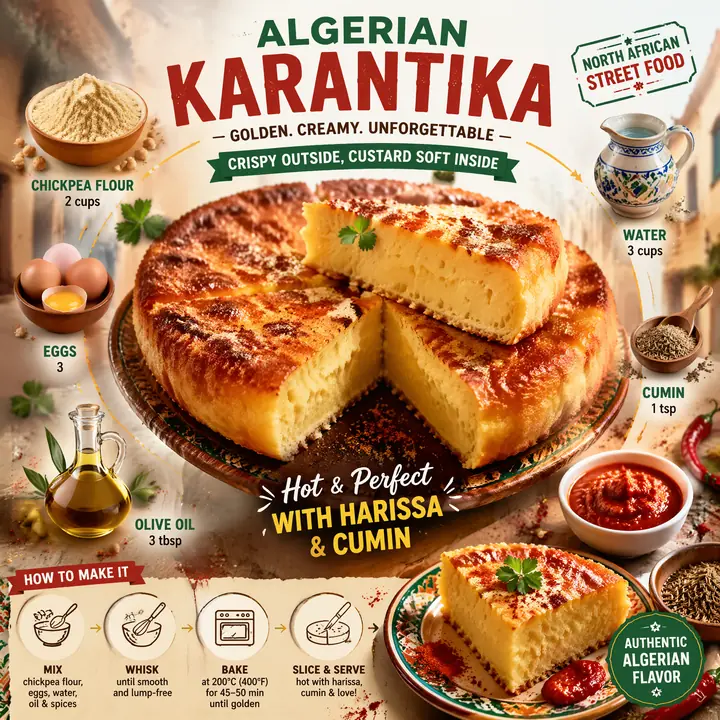 ALGERIAN
KARANTIKA
GOLDEN. CREAMY. UNFORGETTABLE
CRISPY OUTSIDE, CUSTARD SOFT INSIDE
NORTH AFRICAN
STREET FOOD
CHICKPEA FLOUR
2 cups
EGGS
3
OLIVE OIL
3 tbsp
WATER
3 cups
CUMIN
1 tsp
Hot & Perfect
WITH HARISSA
& CUMIN
HOW TO MAKE IT
MIX
chickpea flour,
eggs, water,
oil & spices
WHISK
until smooth
and lump-free
BAKE
at 200°C (400°F)
for 45–50 min
until golden
SLICE & SERVE
hot with harissa,
cumin & love!
AUTHENTIC
ALGERIAN
FLAVOR